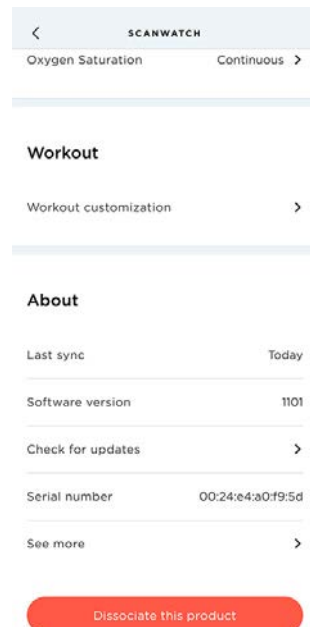 SCANWATCH
Oxygen Saturation Continuous
Workout
Workout customization
About
Last sync Today
Software version 1101
Check for updates
Serial number 00:24:e4:a0:f9:5d
See more
Dissociate this product